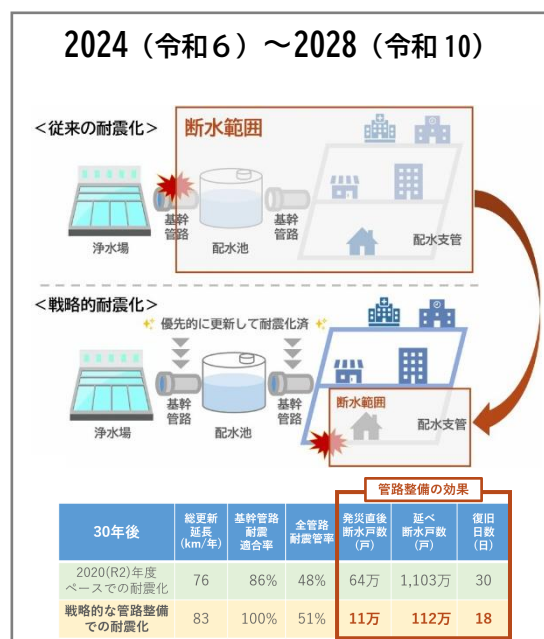 2024（令和６）～2028（令和10）
＜従来の耐震化＞
断水範囲
浄水場
基幹
管路
配水池
基幹
管路
配水支管
＜戦略的耐震化＞
優先的に更新して耐震化済
浄水場
基幹
管路
配水池
基幹
管路
断水範囲
配水支管
管路整備の効果
30年後 総更新延長(km/年) 基幹管路耐震適合率 全管路耐震管率 発災直後断水戸数(戸) 延べ断水戸数(戸) 復旧日数(日)
2020(R2)年度ペースでの耐震化 76 86% 48% 64万 1,103万 30
戦略的な管路整備での耐震化 83 100% 51% 11万 112万 18